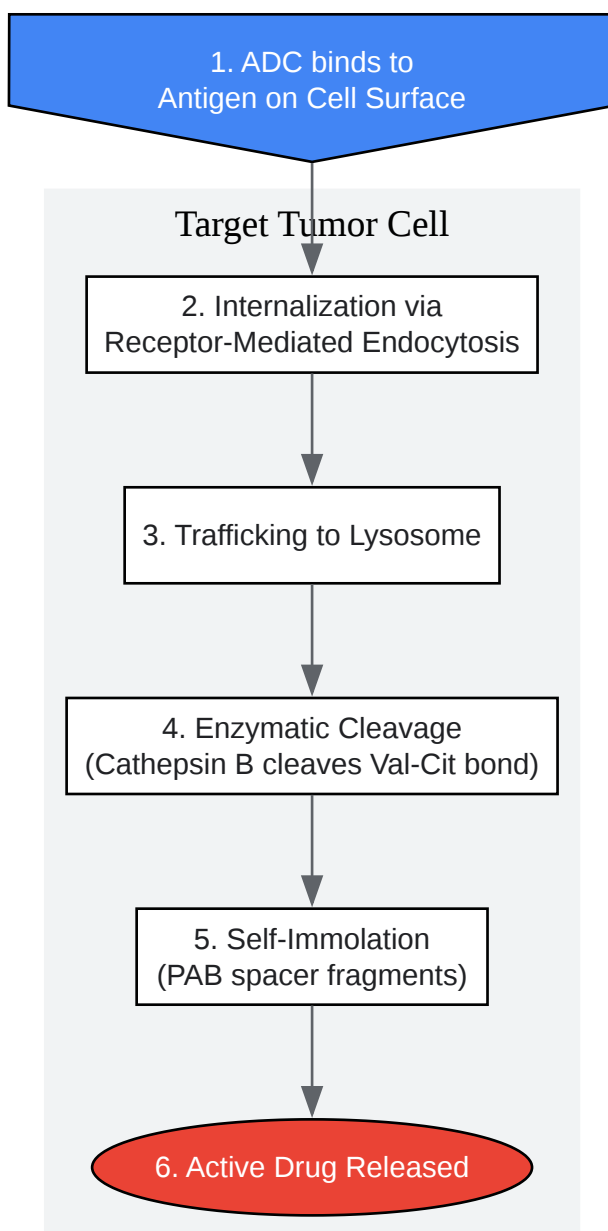 1. ADC binds to
Antigen on Cell Surface
Target Tumor Cell
2. Internalization via
Receptor-Mediated Endocytosis
3. Trafficking to Lysosome
4. Enzymatic Cleavage
(Cathepsin B cleaves Val-Cit bond)
5. Self-Immolation
(PAB spacer fragments)
6. Active Drug Released